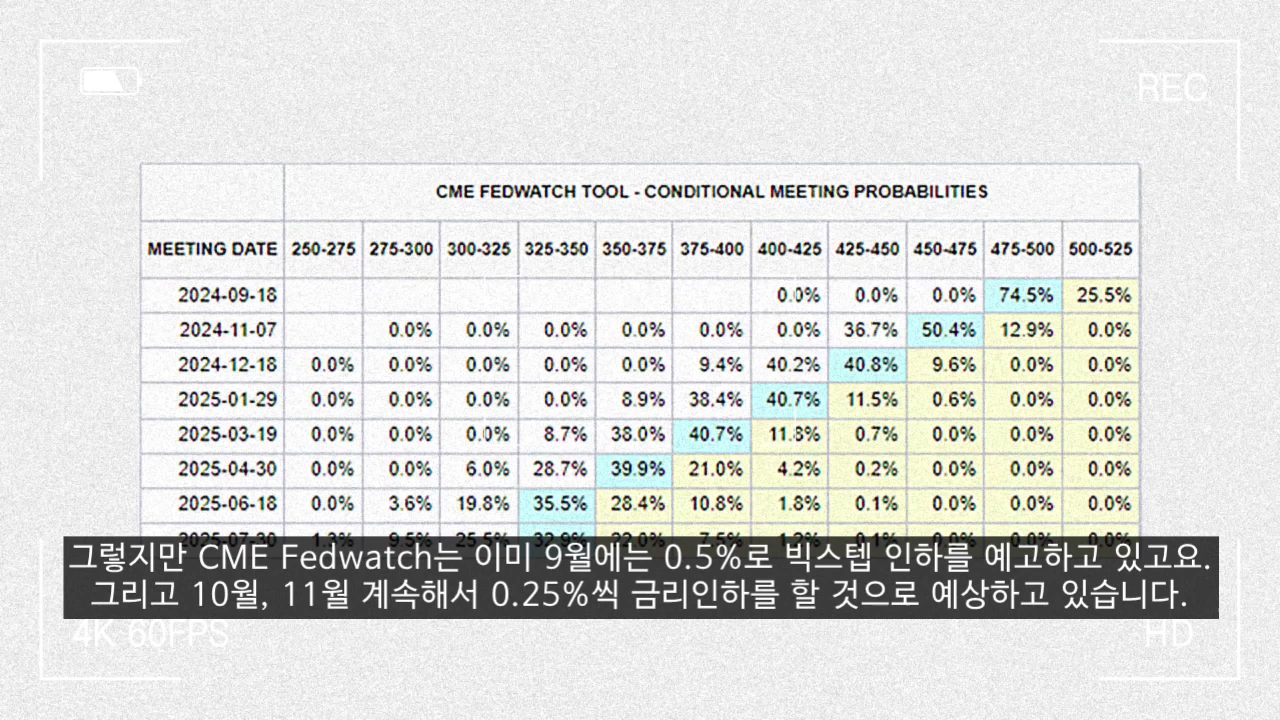 REC
CME FEDWATCH TOOL - CONDITIONAL MEETING PROBABILITIES
MEETING DATE 250-275 275-300 300-325 325-350 350-375 375-400 400-425 425-450 450-475 475-500 500-525
2024-09-18 0.0% 0.0% 0.0% 74.5% 25.5%
2024-11-07 0.0% 0.0% 0.0% 0.0% 0.0% 0.0% 36.7% 50.4% 12.9% 0.0%
2024-12-18 0.0% 0.0% 0.0% 0.0% 0.0% 9.4% 40.2% 40.8% 9.6% 0.0% 0.0%
2025-01-29 0.0% 0.0% 0.0% 0.0% 8.9% 38.4% 40.7% 11.5% 0.6% 0.0% 0.0%
2025-03-19 0.0% 0.0% 0.0% 8.7% 38.0% 40.7% 11.8% 0.7% 0.0% 0.0% 0.0%
2025-04-30 0.0% 0.0% 6.0% 28.7% 39.9% 21.0% 4.2% 0.2% 0.0% 0.0% 0.0%
2025-06-18 0.0% 3.6% 19.8% 35.5% 28.4% 10.8% 1.8% 0.1% 0.0% 0.0% 0.0%
그렇지만 CME Fedwatch는 이미 9월에는 0.5%로 빅스텝 인하를 예고하고 있고요.
그리고 10월, 11월 계속해서 0.25%씩 금리인하를 할 것으로 예상하고 있습니다.
4K 60FPS
HD